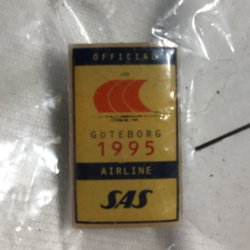 OFFICIAL
GÖTEBORG
1995
AIRLINE
SAS